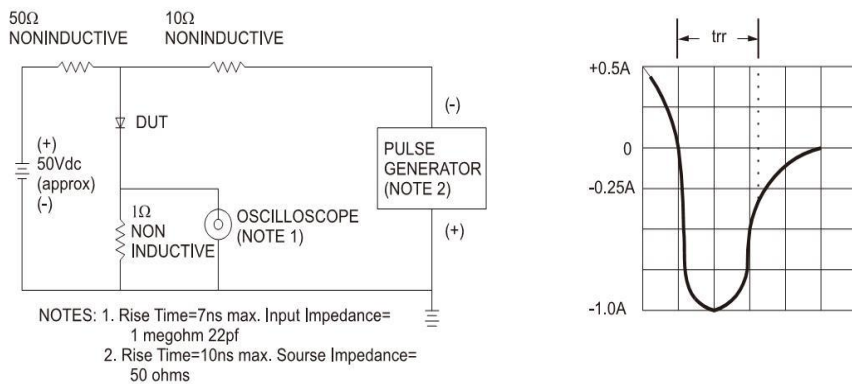 50Ω
NONINDUCTIVE
10Ω
NONINDUCTIVE
DUT
(+)
50Vdc
(approx)
(-)
1Ω
NON
INDUCTIVE
OSCILLOSCOPE
(NOTE 1)
(-)
PULSE
GENERATOR
(NOTE 2)
(+)
NOTES: 1. Rise Time=7ns max. Input Impedance=
1 megohm 22pf
2. Rise Time=10ns max. Sourse Impedance=
50 ohms
trr
+0.5A
0
-0.25A
-1.0A